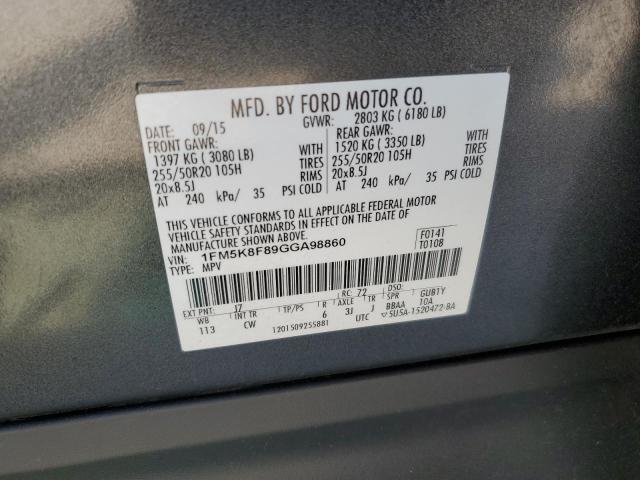 MFD. BY FORD MOTOR CO.
DATE: 09/15 GVWR: 2803 KG ( 6180 LB)
FRONT GAWR: REAR GAWR:
1397 KG ( 3080 LB) 1520 KG ( 3350 LB)
255/50R20 105H TIRES 255/50R20 105H TIRES
20x8.5J RIMS 20x8.5J RIMS
AT 240 kPa/ 35 PSI COLD AT 240 kPa/ 35 PSI COLD
THIS VEHICLE CONFORMS TO ALL APPLICABLE FEDERAL MOTOR
VEHICLE SAFETY STANDARDS IN EFFECT ON THE DATE OF
MANUFACTURE SHOWN ABOVE.
VIN: 1FM5K8F89GGA98860 F0141
TYPE: MPV T0108
EXT PNT: J7 RC: 72 DSO:
WB INT TR TP/PS R AXLE TR SPR GUBTY
113 CW 6 3J J BBAA 10A
1201509255881 UTC ▽5U5A-1520472-BA